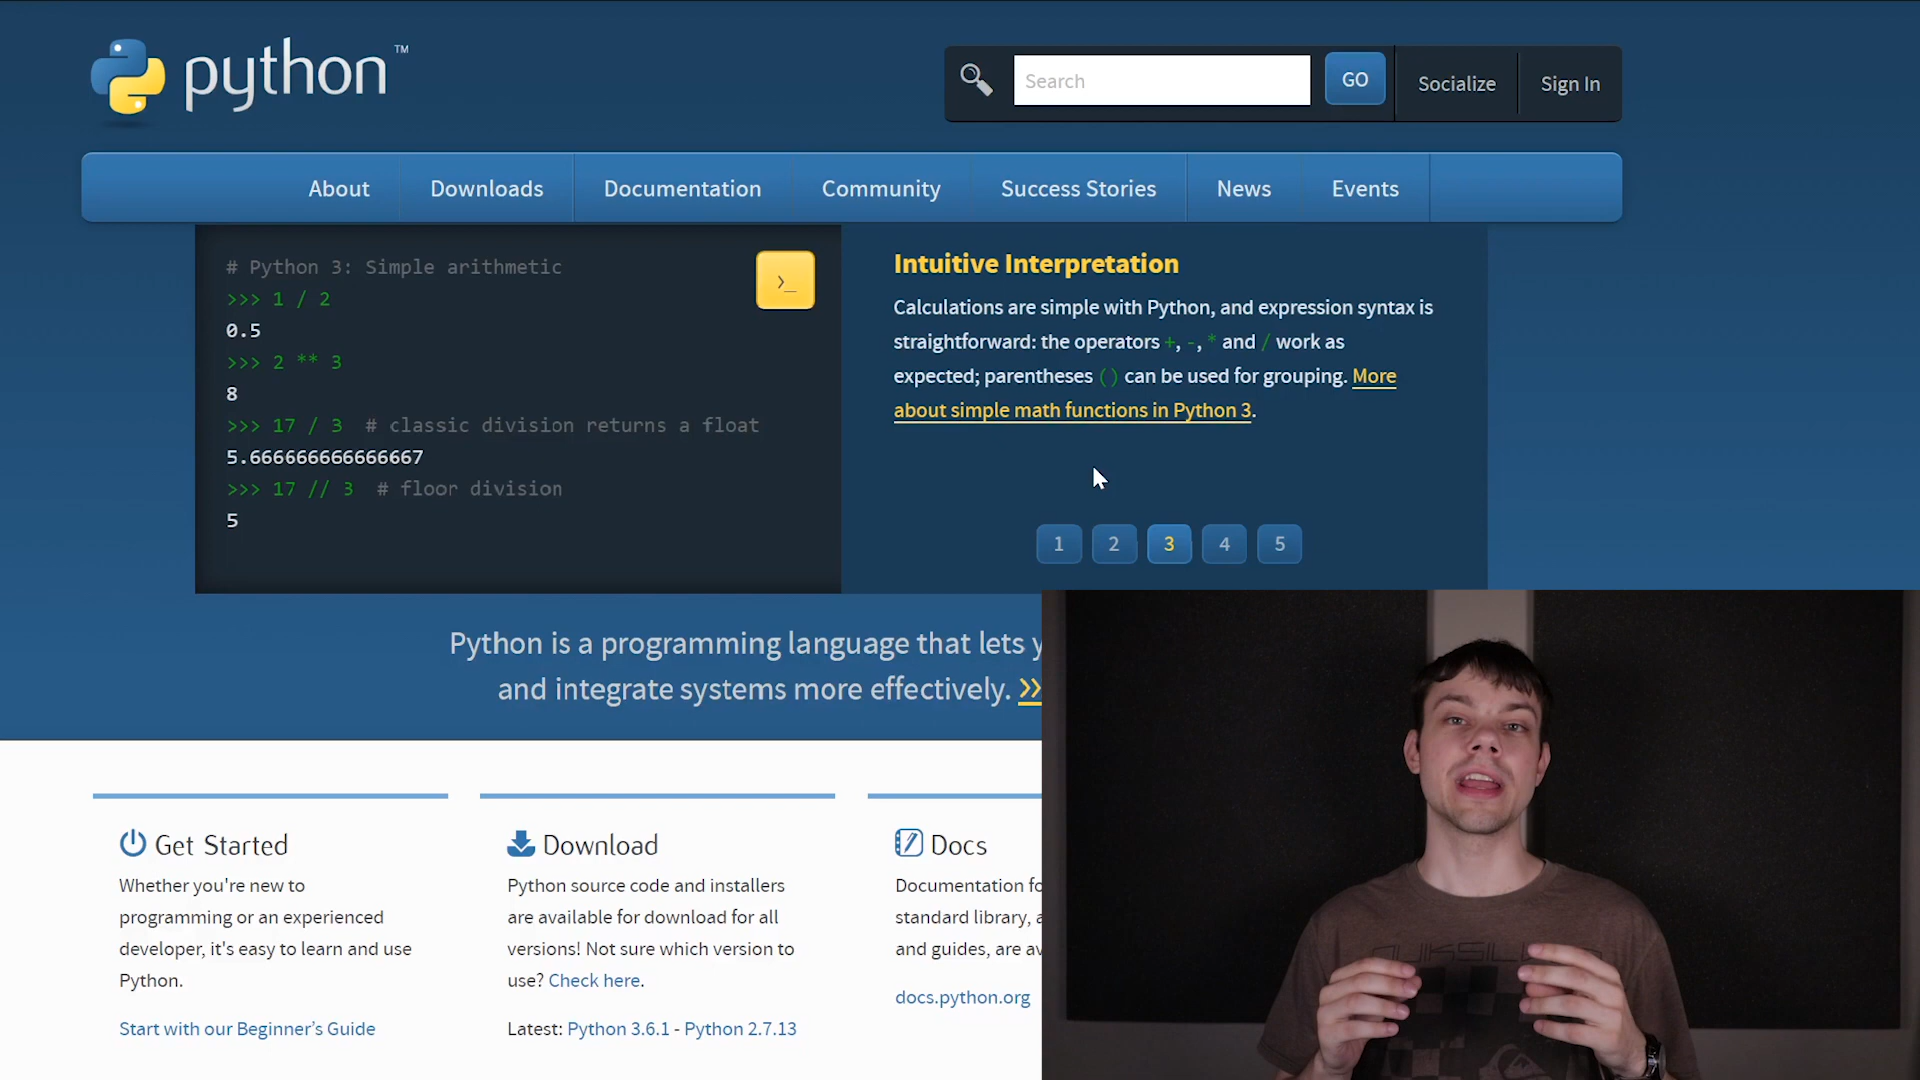 python™
Search
GO
Socialize
Sign In
About
Downloads
Documentation
Community
Success Stories
News
Events
# Python 3: Simple arithmetic
>>> 1 / 2
0.5
>>> 2 ** 3
8
>>> 17 / 3 # classic division returns a float
5.666666666666667
>>> 17 // 3 # floor division
5
>_
Intuitive Interpretation
Calculations are simple with Python, and expression syntax is
straightforward: the operators +, -, * and / work as
expected; parentheses () can be used for grouping. More
about simple math functions in Python 3.
1 2 3 4 5
Python is a programming language that lets
and integrate systems more effectively. >>
Get Started
Whether you're new to
programming or an experienced
developer, it's easy to learn and use
Python.
Start with our Beginner’s Guide
Download
Python source code and installers
are available for download for all
versions! Not sure which version to
use? Check here.
Latest: Python 3.6.1 - Python 2.7.13
Docs
Documentation
standard library,
and guides, are
docs.python.org